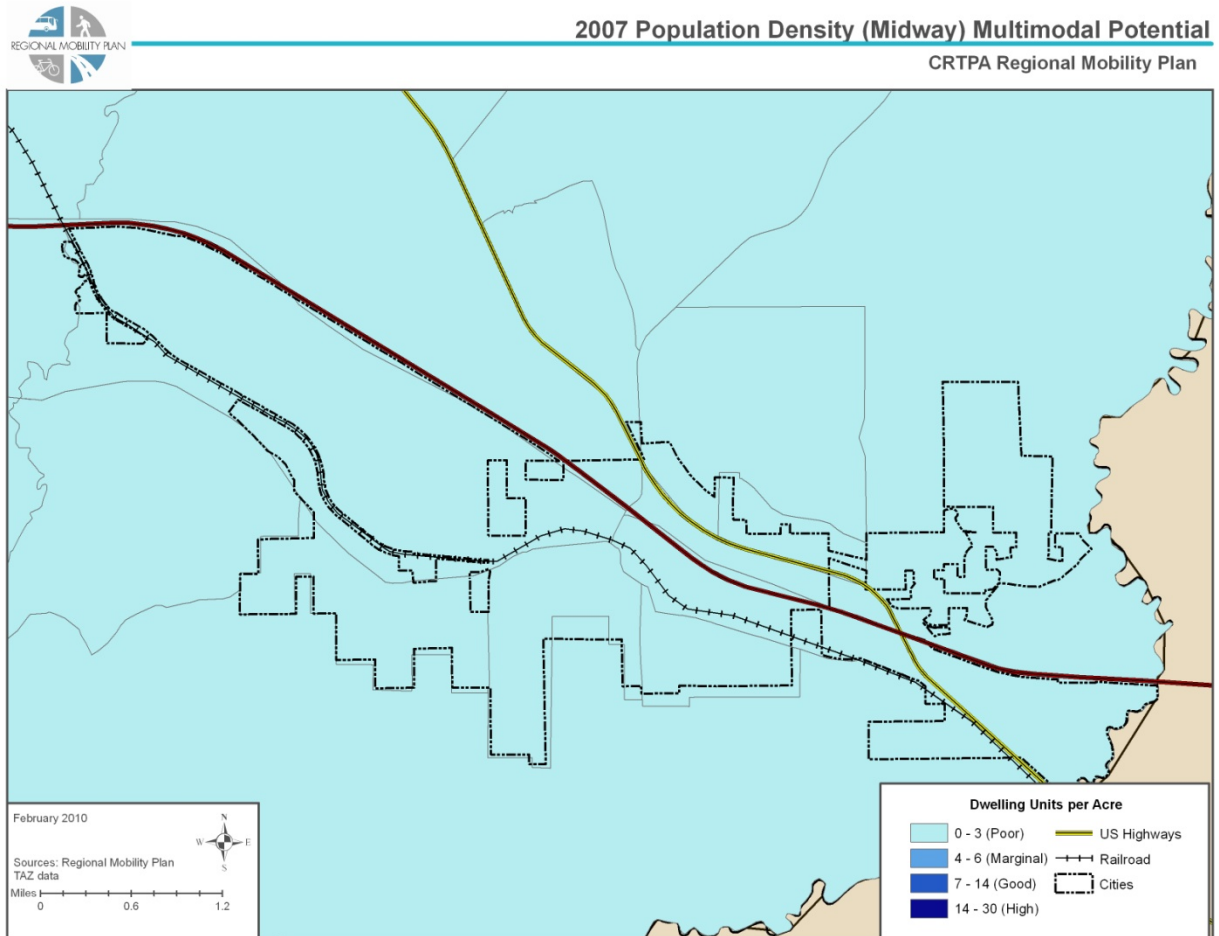 REGIONAL MOBILITY PLAN
2007 Population Density (Midway) Multimodal Potential
CRTPA Regional Mobility Plan
February 2010
N
W E
S
Sources: Regional Mobility Plan
TAZ data
Miles
0 0.6 1.2
Dwelling Units per Acre
0 - 3 (Poor) US Highways
4 - 6 (Marginal) Railroad
7 - 14 (Good) Cities
14 - 30 (High)